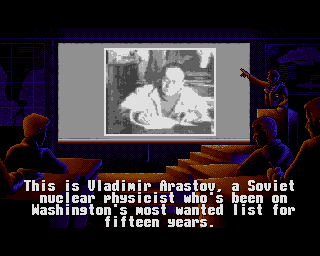 This is Vladimir Arastov, a Soviet
nuclear physicist who's been on
Washington's most wanted list for
fifteen years.